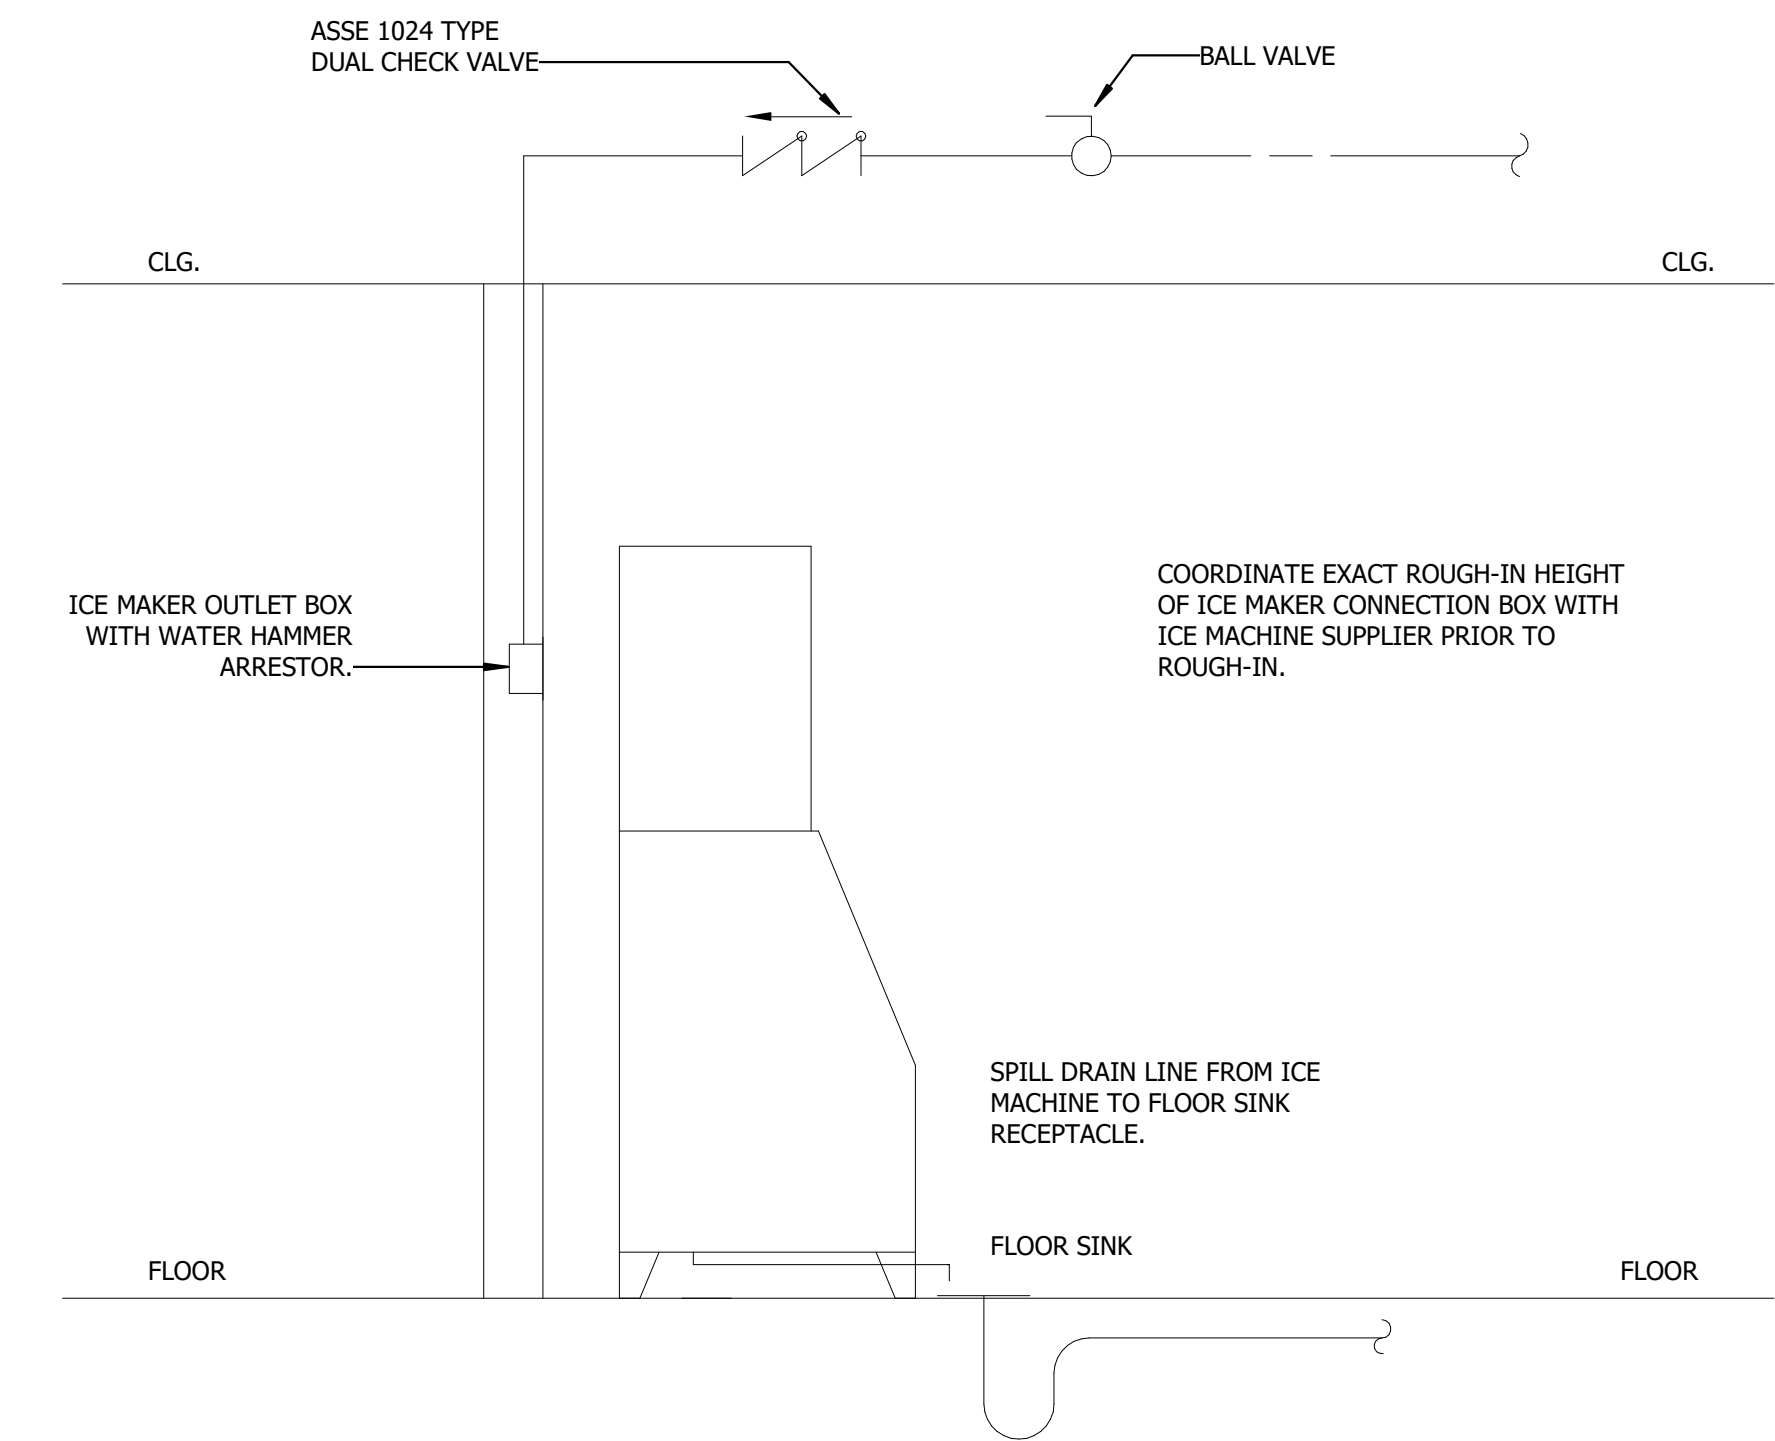 ASSE 1024 TYPE
DUAL CHECK VALVE
BALL VALVE
CLG.
CLG.
ICE MAKER OUTLET BOX
WITH WATER HAMMER
ARRESTOR.
COORDINATE EXACT ROUGH-IN HEIGHT
OF ICE MAKER CONNECTION BOX WITH
ICE MACHINE SUPPLIER PRIOR TO
ROUGH-IN.
SPILL DRAIN LINE FROM ICE
MACHINE TO FLOOR SINK
RECEPTACLE.
FLOOR SINK
FLOOR
FLOOR